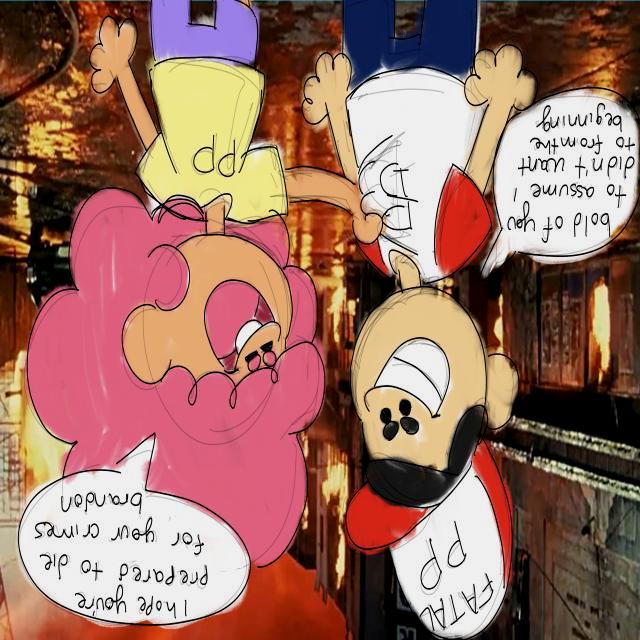 I hope you're
prepared to die
for your crimes
brandon
FATAL
PP
bold of you
to assume I
didn't want
to from the
beginning
PP